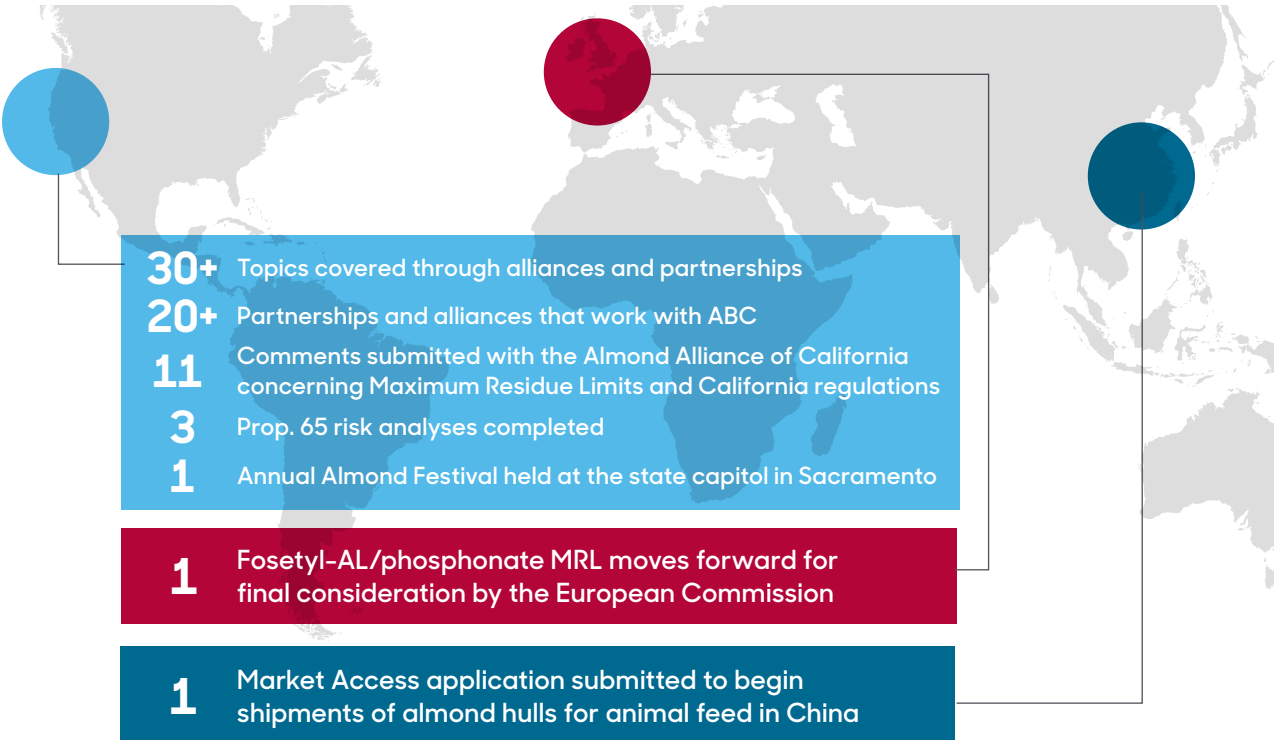 30+ Topics covered through alliances and partnerships
20+ Partnerships and alliances that work with ABC
11 Comments submitted with the Almond Alliance of California
concerning Maximum Residue Limits and California regulations
3 Prop. 65 risk analyses completed
1 Annual Almond Festival held at the state capitol in Sacramento
1 Fosetyl-AL/phosphonate MRL moves forward for
final consideration by the European Commission
1 Market Access application submitted to begin
shipments of almond hulls for animal feed in China